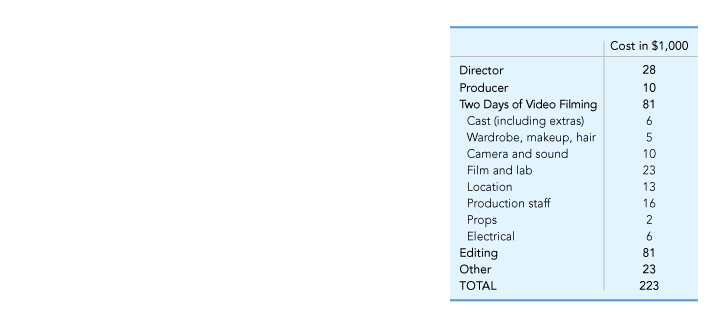 Cost in $1,000
Director 28
Producer 10
Two Days of Video Filming 81
Cast (including extras) 6
Wardrobe, makeup, hair 5
Camera and sound 10
Film and lab 23
Location 13
Production staff 16
Props 2
Electrical 6
Editing 81
Other 23
TOTAL 223